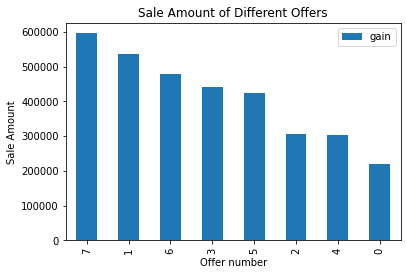 Sale Amount of Different Offers
gain
Sale Amount
600000
500000
400000
300000
200000
100000
0
7 1 6 3 5 2 4 0
Offer number